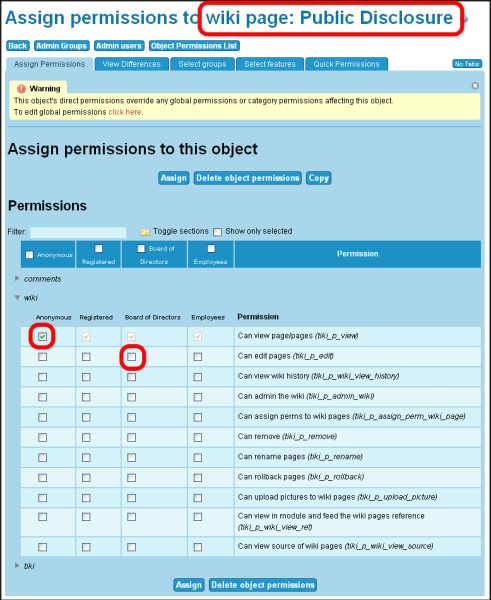 Assign permissions to wiki page: Public Disclosure
Back Admin Groups Admin users Object Permissions List
Assign Permissions View Differences Select groups Select features Quick Permissions No Tabs
Warning
This object's direct permissions override any global permissions or category permissions affecting this object.
To edit global permissions click here.
Assign permissions to this object
Assign Delete object permissions Copy
Permissions
Filter: Toggle sections Show only selected
Anonymous Registered Board of Directors Employees Permission
comments
wiki
Anonymous Registered Board of Directors Employees Permission
Can view page/pages (tiki_p_view)
Can edit pages (tiki_p_edit)
Can view wiki history (tiki_p_wiki_view_history)
Can admin the wiki (tiki_p_admin_wiki)
Can assign perms to wiki pages (tiki_p_assign_perm_wiki_page)
Can remove (tiki_p_remove)
Can rename pages (tiki_p_rename)
Can rollback pages (tiki_p_rollback)
Can upload pictures to wiki pages (tiki_p_upload_picture)
Can view in module and feed the wiki pages reference
(tiki_p_wiki_view_ref)
Can view source of wiki pages (tiki_p_wiki_view_source)
tiki
Assign Delete object permissions